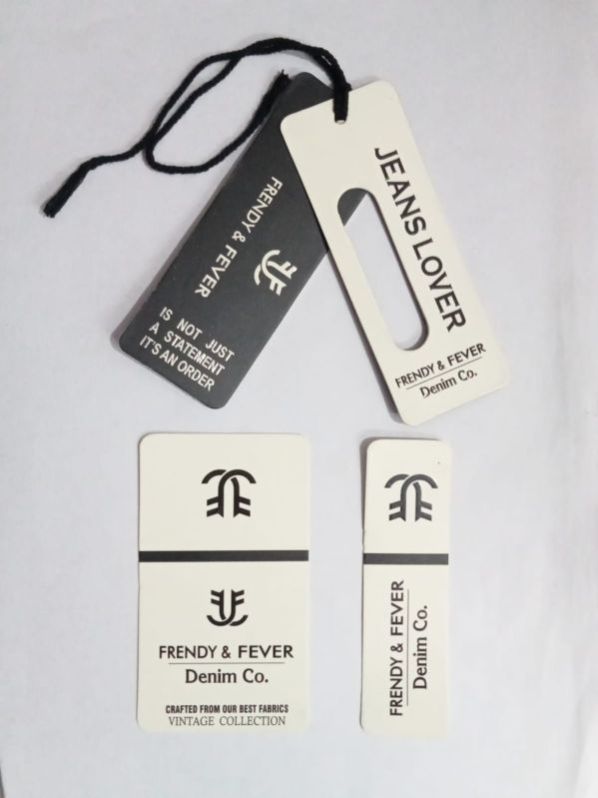 FRENDY & FEVER
IS NOT JUST
A STATEMENT
IT'S AN ORDER
JEANS LOVER
FRENDY & FEVER
Denim Co.
FRENDY & FEVER
Denim Co.
CRAFTED FROM OUR BEST FABRICS
VINTAGE COLLECTION
FRENDY & FEVER
Denim Co.